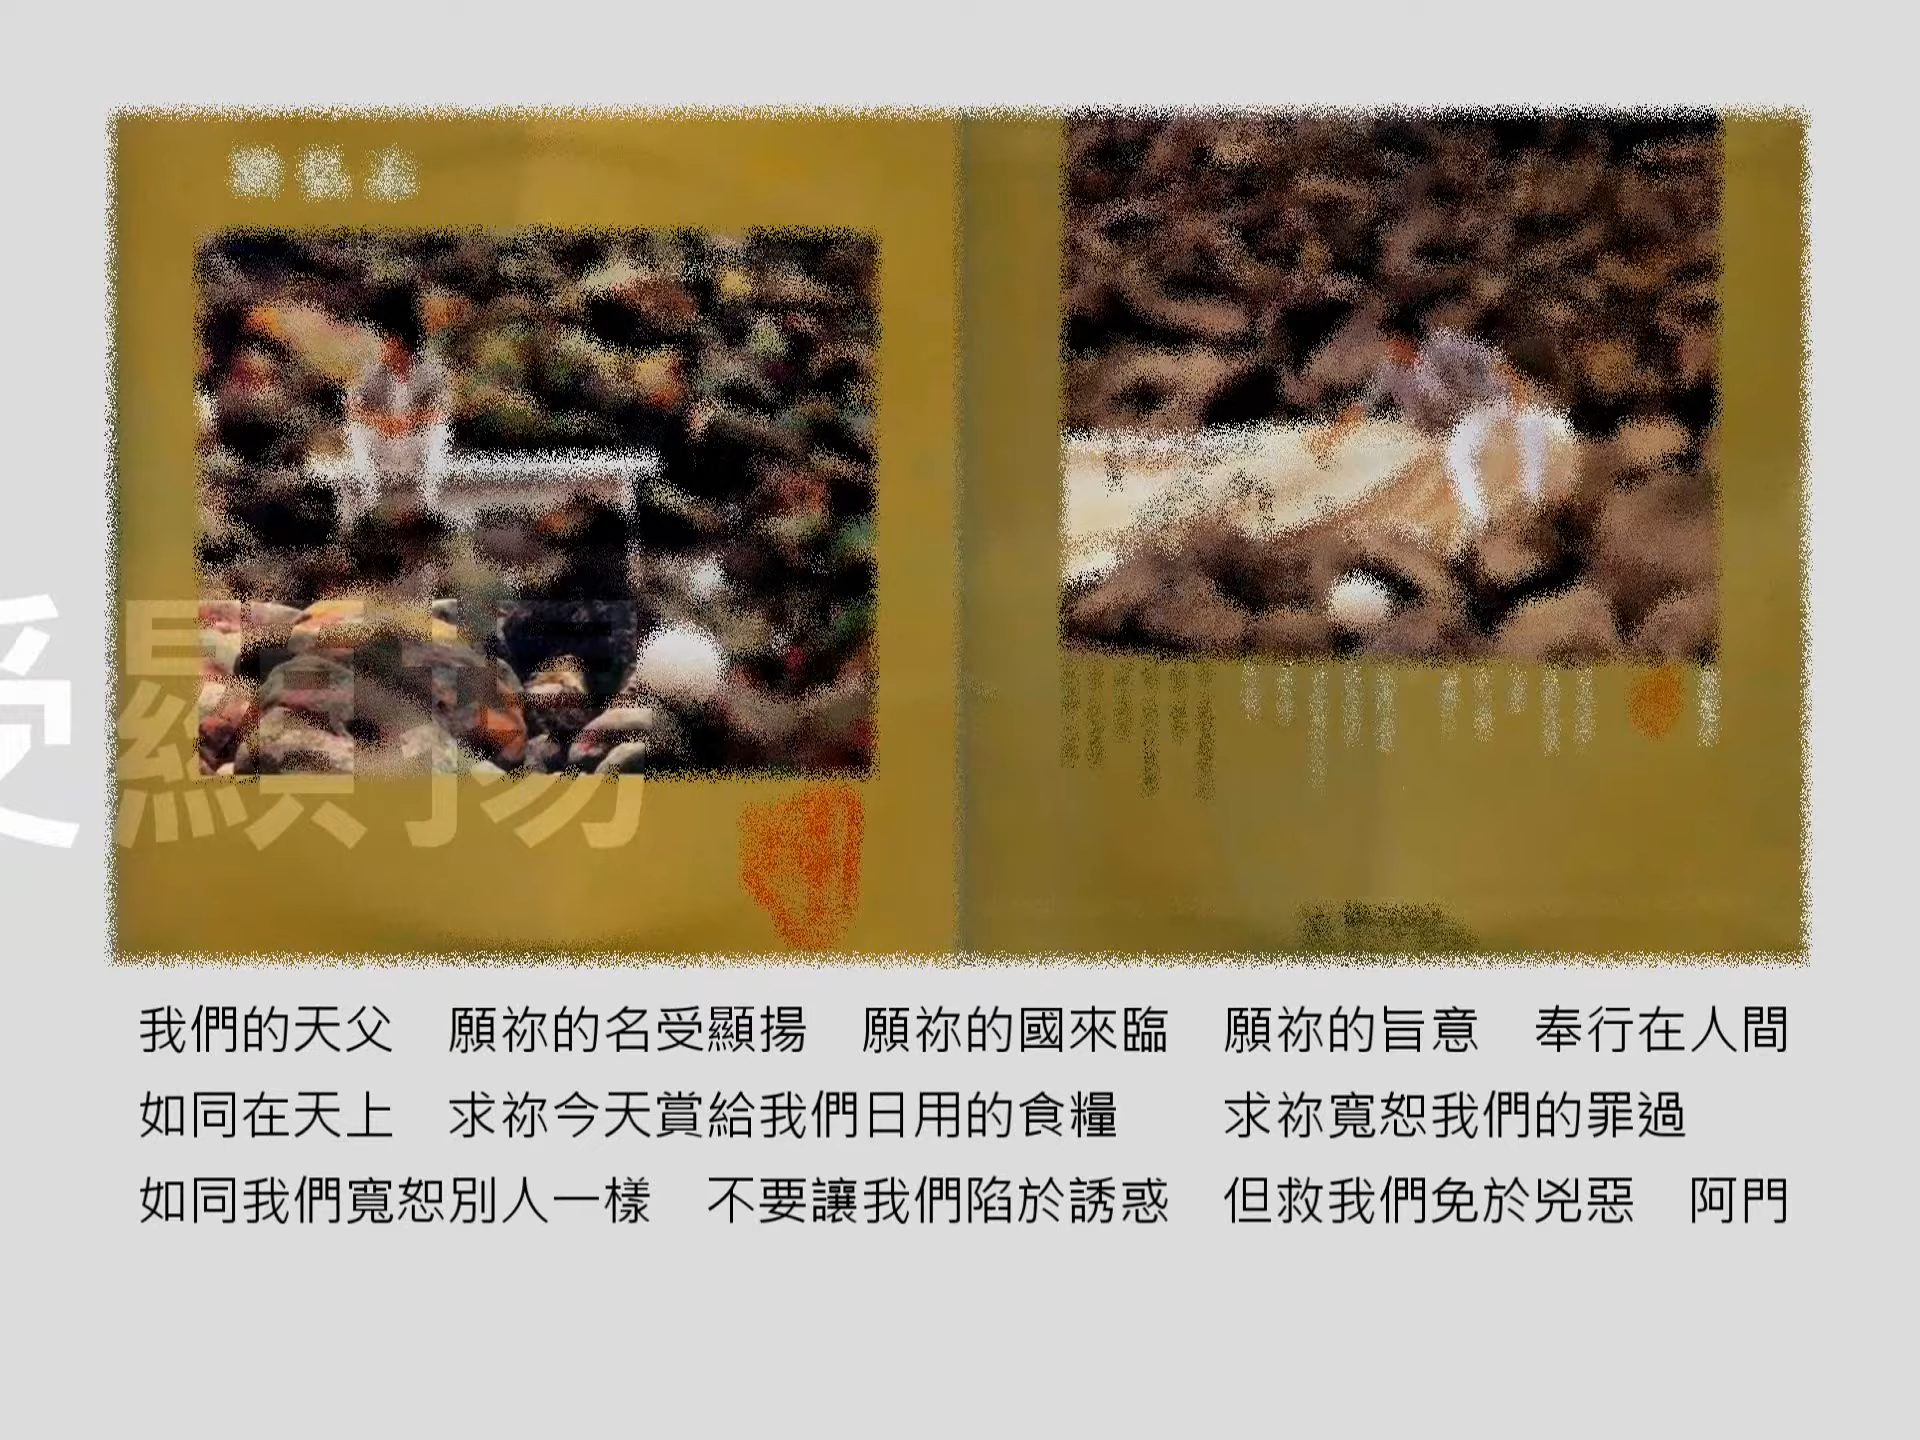 受顯揚
我們的天父　願祢的名受顯揚　願祢的國來臨　願祢的旨意　奉行在人間
如同在天上　求祢今天賞給我們日用的食糧　　求祢寬恕我們的罪過
如同我們寬恕別人一樣　不要讓我們陷於誘惑　但救我們免於兇惡　阿門